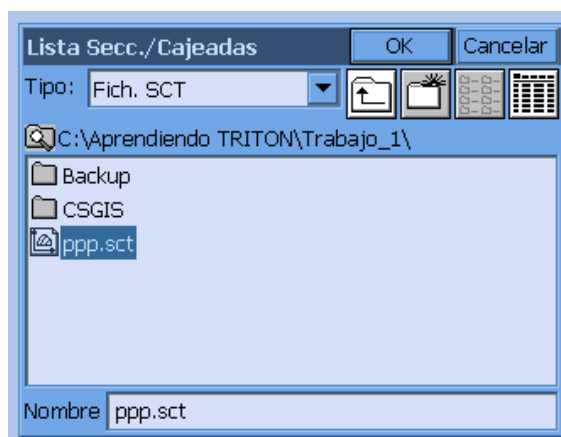 Lista Secc./Cajeadas OK Cancelar
Tipo: Fich. SCT
C:\Aprendiendo TRITON\Trabajo_1\
Backup
CSGIS
ppp.sct
Nombre ppp.sct